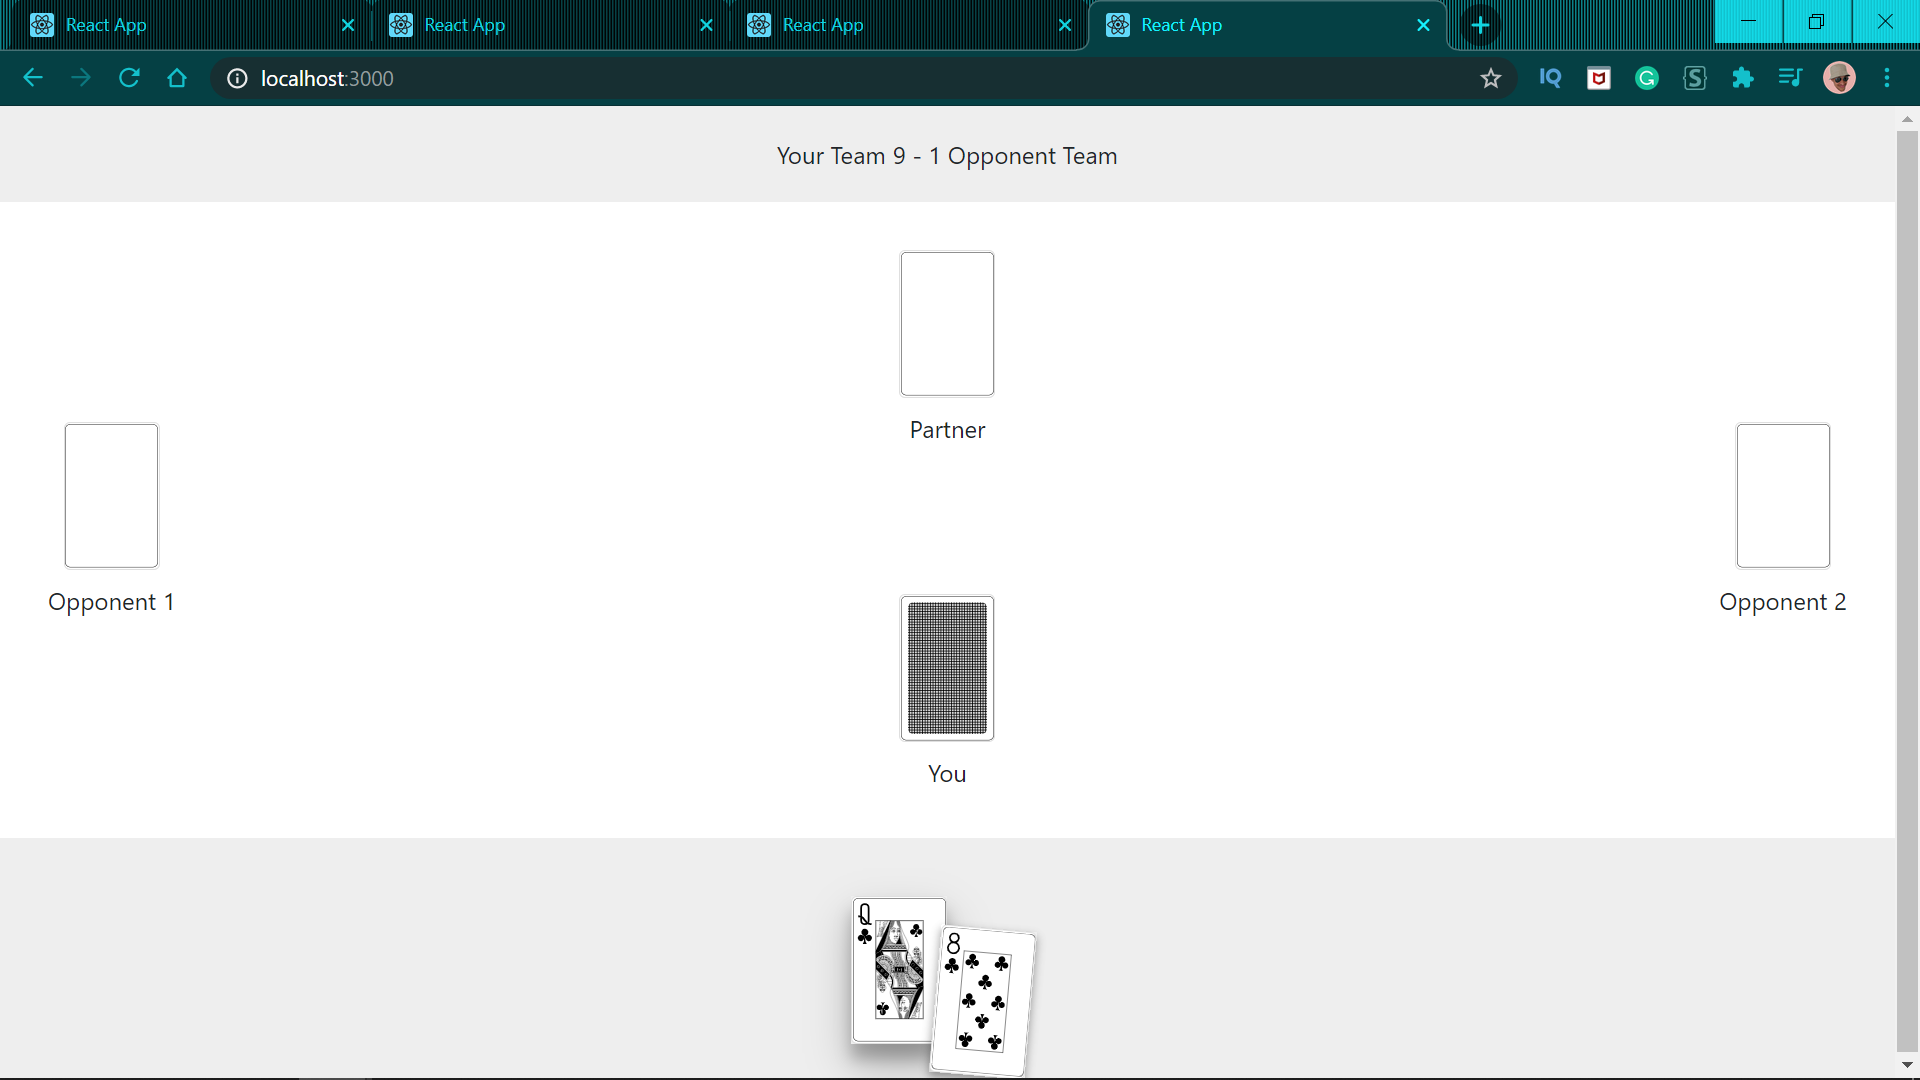 React App
React App
React App
React App
localhost:3000
IQ
G
S
Your Team 9 - 1 Opponent Team
Partner
Opponent 1
Opponent 2
You
Q
8